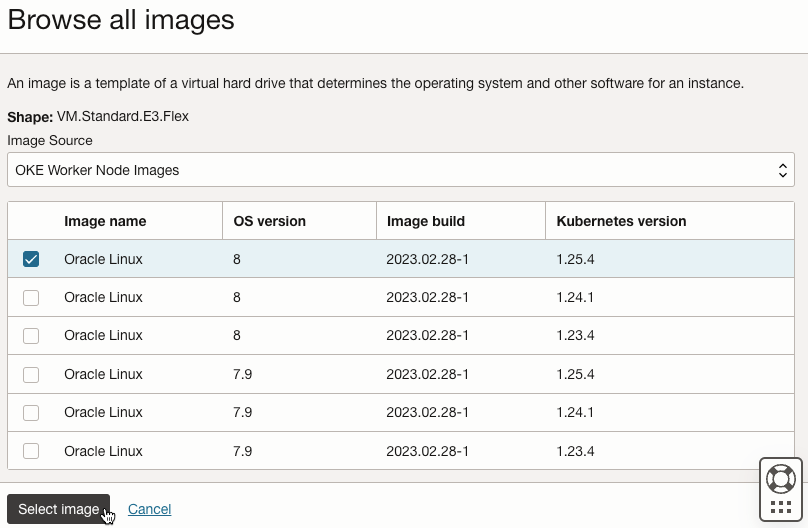 Browse all images
An image is a template of a virtual hard drive that determines the operating system and other software for an instance.
Shape: VM.Standard.E3.Flex
Image Source
OKE Worker Node Images
Image name OS version Image build Kubernetes version
Oracle Linux 8 2023.02.28-1 1.25.4
Oracle Linux 8 2023.02.28-1 1.24.1
Oracle Linux 8 2023.02.28-1 1.23.4
Oracle Linux 7.9 2023.02.28-1 1.25.4
Oracle Linux 7.9 2023.02.28-1 1.24.1
Oracle Linux 7.9 2023.02.28-1 1.23.4
Select image Cancel